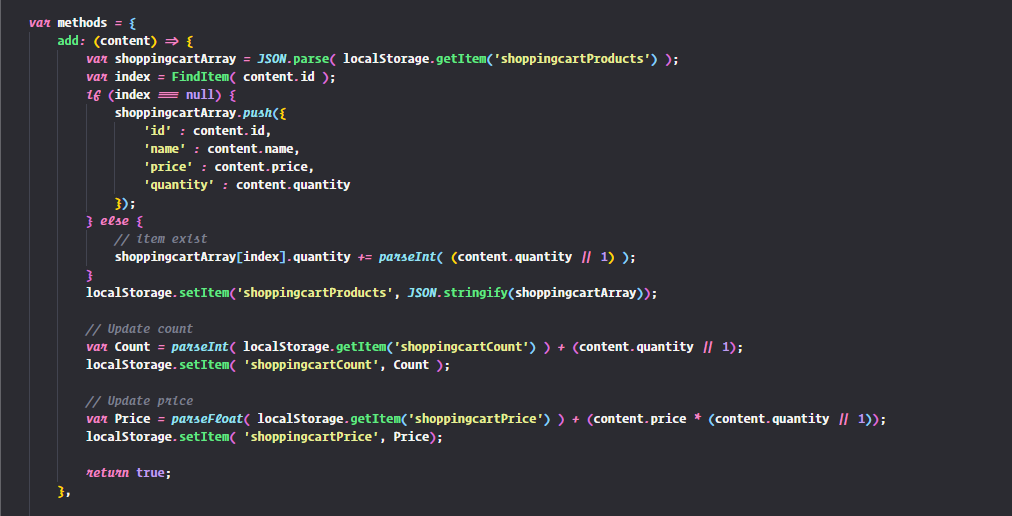 var methods = {
add: (content) => {
var shoppingcartArray = JSON.parse( localStorage.getItem('shoppingcartProducts') );
var index = FindItem( content.id );
if (index === null) {
shoppingcartArray.push({
'id' : content.id,
'name' : content.name,
'price' : content.price,
'quantity' : content.quantity
});
} else {
// item exist
shoppingcartArray[index].quantity += parseInt( (content.quantity || 1) );
}
localStorage.setItem('shoppingcartProducts', JSON.stringify(shoppingcartArray));
// Update count
var Count = parseInt( localStorage.getItem('shoppingcartCount') ) + (content.quantity || 1);
localStorage.setItem( 'shoppingcartCount', Count );
// Update price
var Price = parseFloat( localStorage.getItem('shoppingcartPrice') ) + (content.price * (content.quantity || 1));
localStorage.setItem( 'shoppingcartPrice', Price);
return true;
},